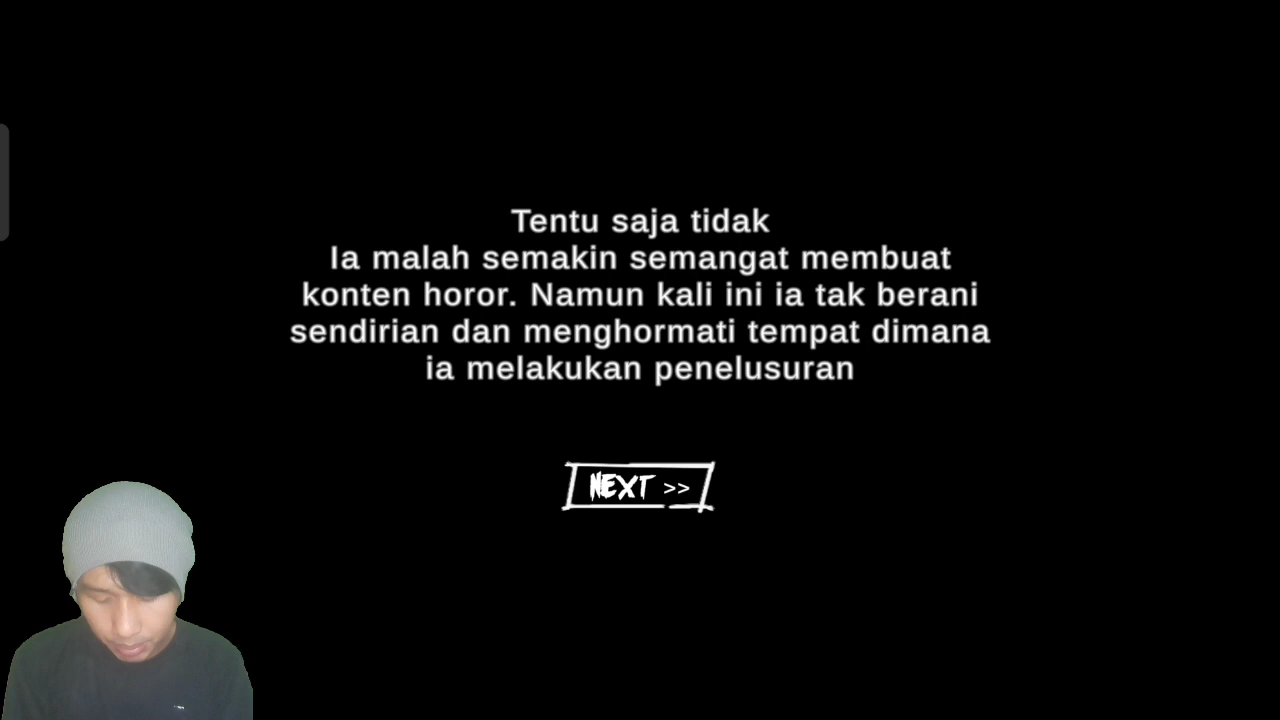 Tentu saja tidak
Ia malah semakin semangat membuat
konten horor. Namun kali ini ia tak berani
sendirian dan menghormati tempat dimana
ia melakukan penelusuran
NEXT >>